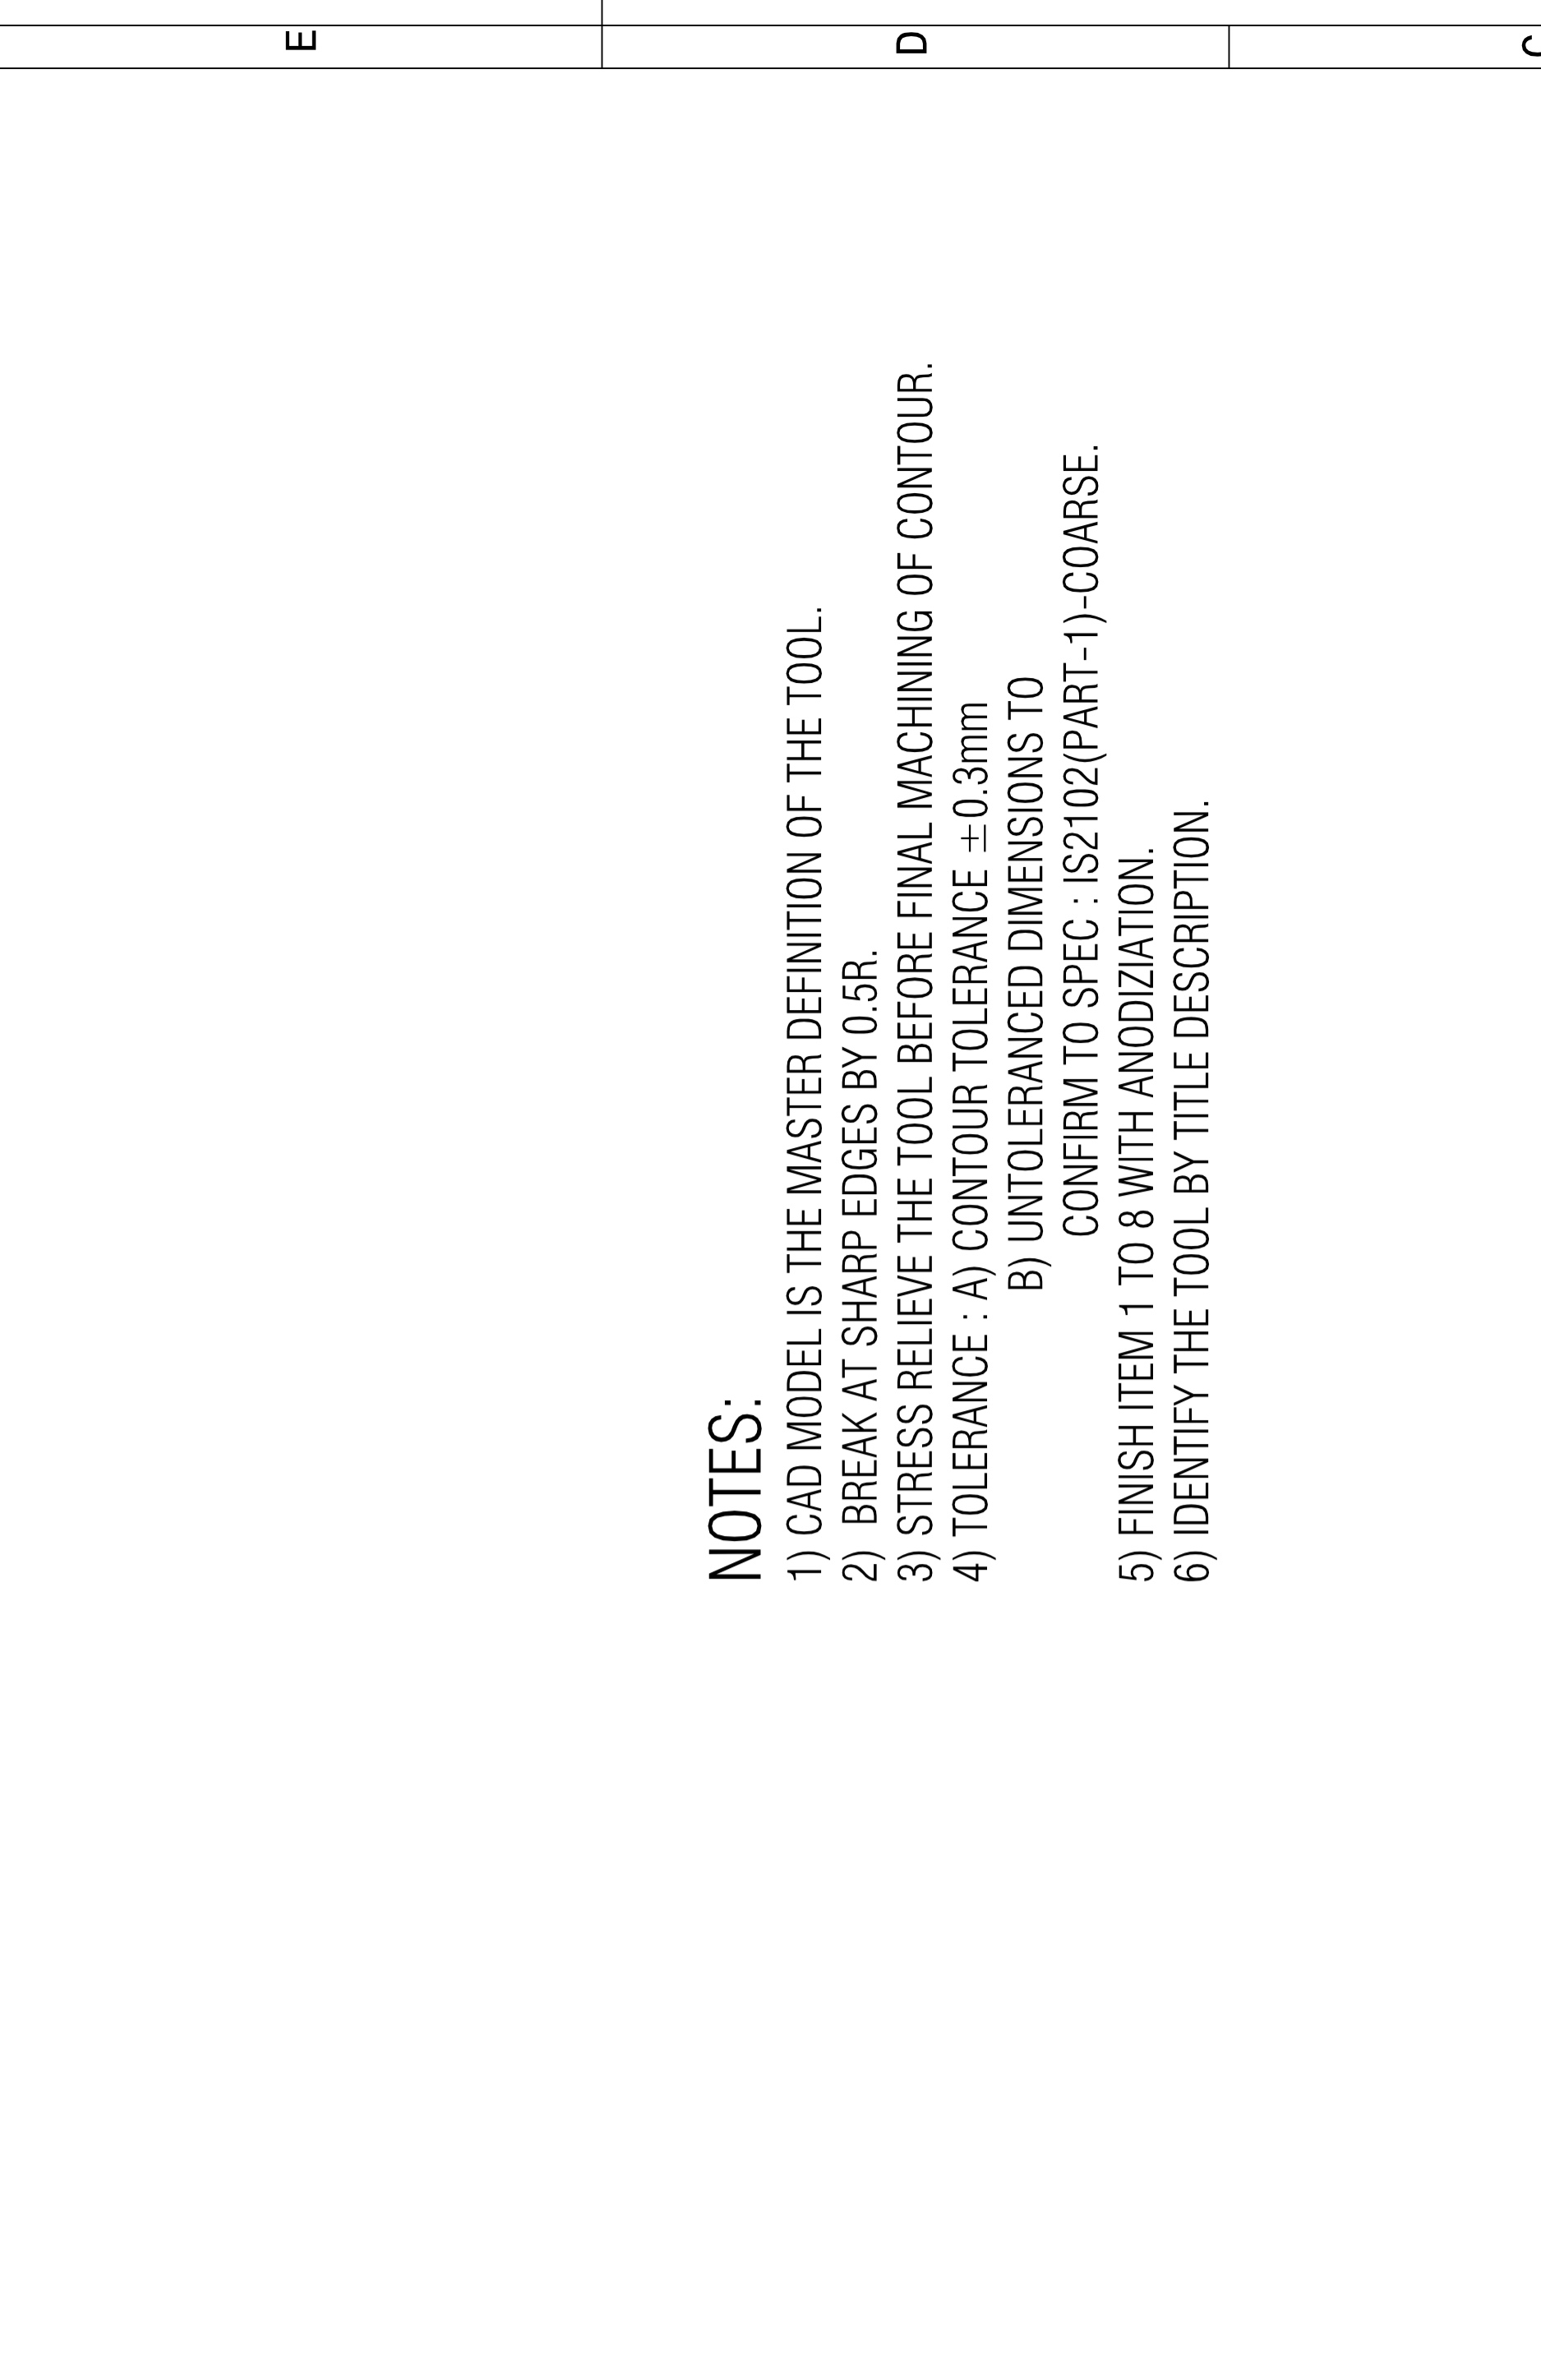 E
D
C
NOTES:
1) CAD MODEL IS THE MASTER DEFINITION OF THE TOOL.
2) BREAK AT SHARP EDGES BY 0.5R.
3) STRESS RELIEVE THE TOOL BEFORE FINAL MACHINING OF CONTOUR.
4) TOLERANCE : A) CONTOUR TOLERANCE ±0.3mm
B) UNTOLERANCED DIMENSIONS TO
CONFIRM TO SPEC : IS2102(PART-1)-COARSE.
5) FINISH ITEM 1 TO 8 WITH ANODIZIATION.
6) IDENTIFY THE TOOL BY TITLE DESCRIPTION.